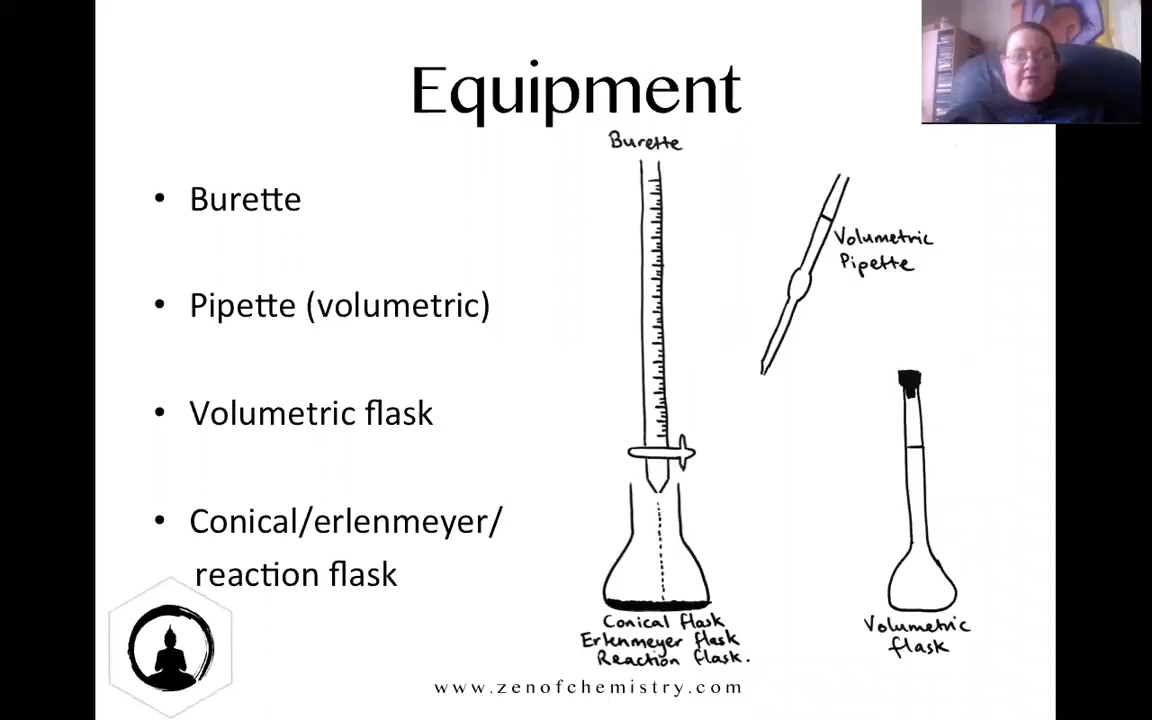 Equipment
• Burette
• Pipette (volumetric)
• Volumetric flask
• Conical/erlenmeyer/
reaction flask
Burette
Volumetric
Pipette
Conical flask
Erlenmeyer flask
Reaction flask.
Volumetric
flask
www.zenofchemistry.com